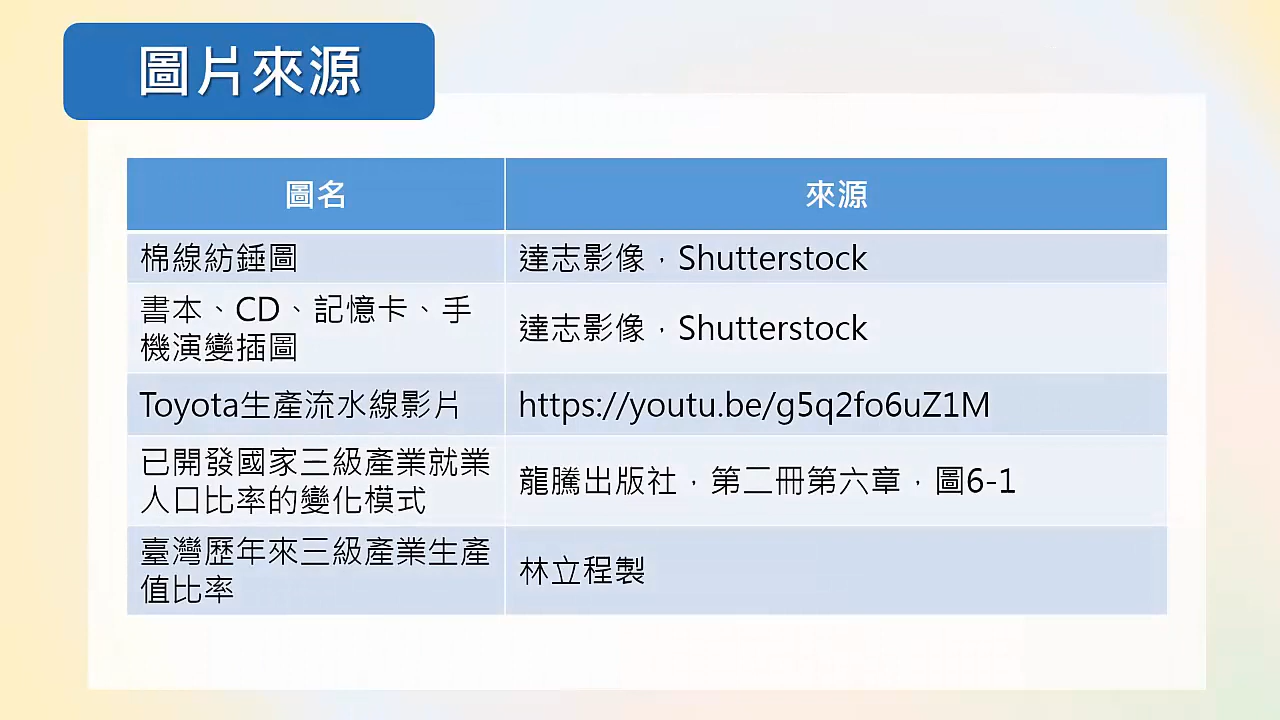 圖片來源
圖名
來源
棉線紡錘圖
達志影像，Shutterstock
書本、CD、記憶卡、手
機演變插圖
達志影像，Shutterstock
Toyota生產流水線影片
https://youtu.be/g5q2fo6uZ1M
已開發國家三級產業就業
人口比率的變化模式
龍騰出版社，第二冊第六章，圖6-1
臺灣歷年來三級產業生產
值比率
林立程製